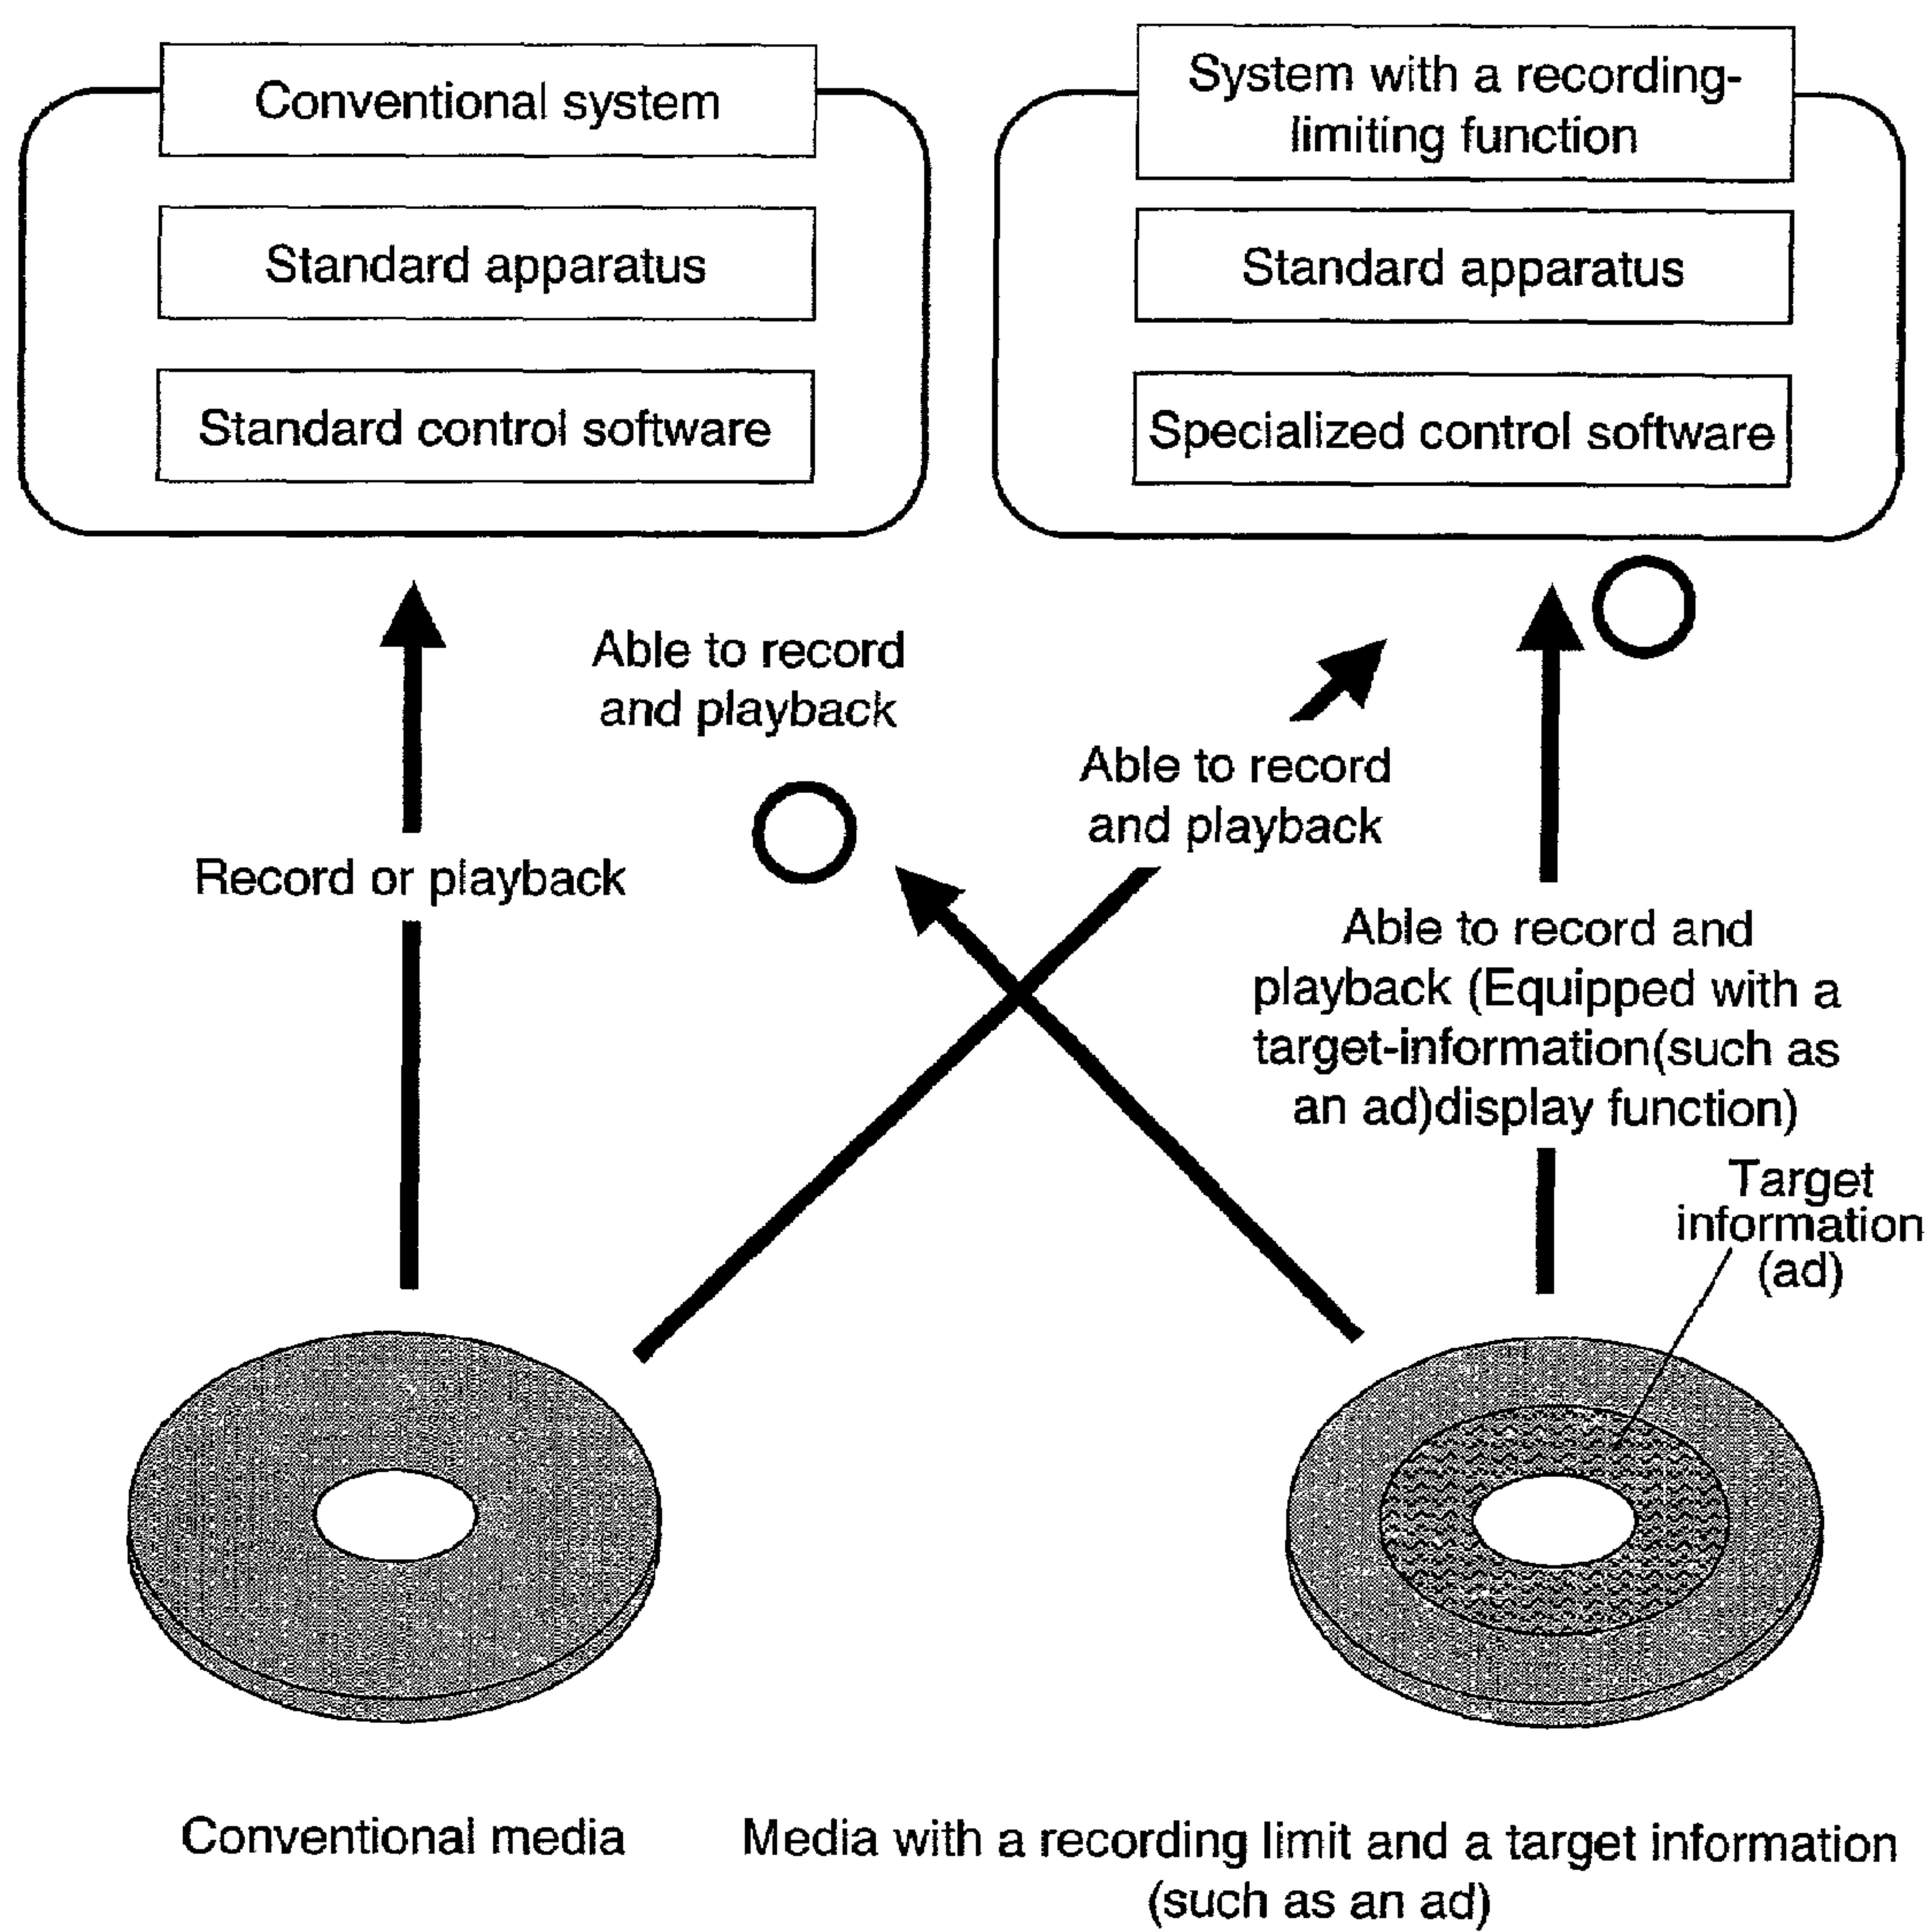 Conventional system
Standard apparatus
Standard control software
System with a recording-
limiting function
Standard apparatus
Specialized control software
Able to record
and playback
Record or playback
Able to record
and playback
Able to record and
playback (Equipped with a
target-information(such as
an ad)display function)
Target
information
(ad)
Conventional media
Media with a recording limit and a target information
(such as an ad)